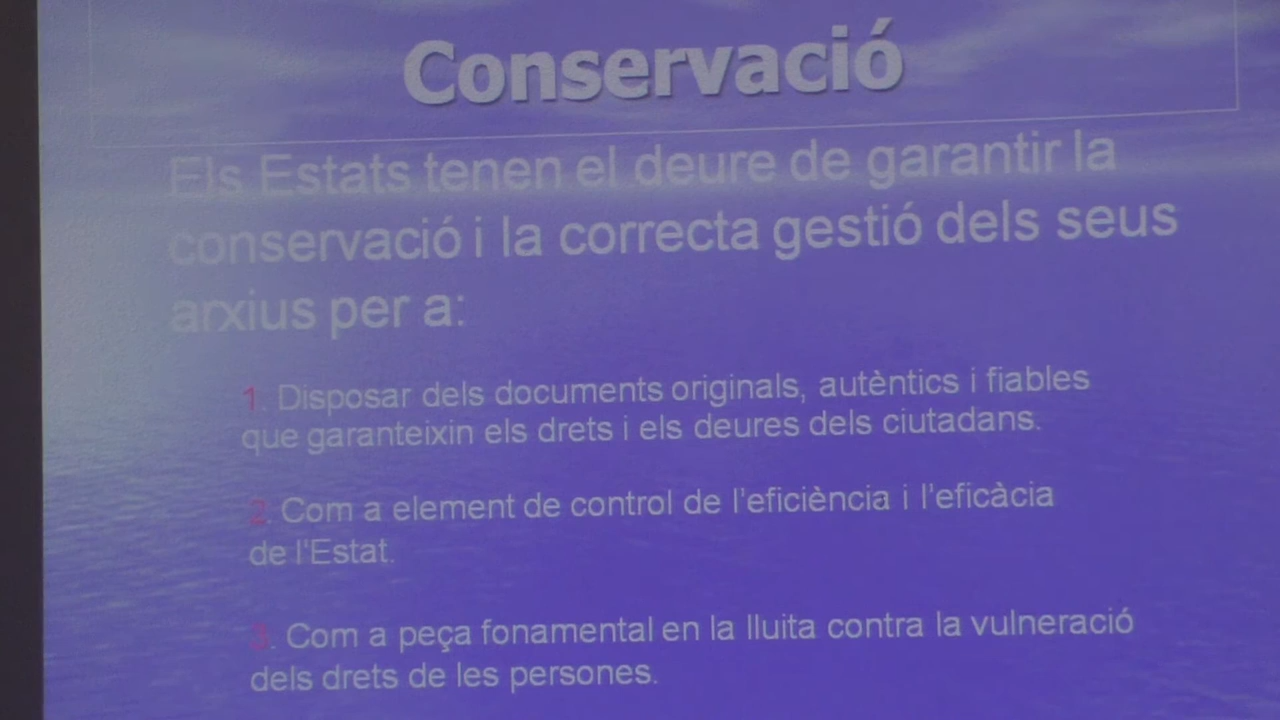 Conservació
Els Estats tenen el deure de garantir la
conservació i la correcta gestió dels seus
arxius per a:
1. Disposar dels documents originals, autèntics i fiables
que garanteixin els drets i els deures dels ciutadans.
2. Com a element de control de l'eficiència i l'eficàcia
de l'Estat.
3. Com a peça fonamental en la lluita contra la vulneració
dels drets de les persones.